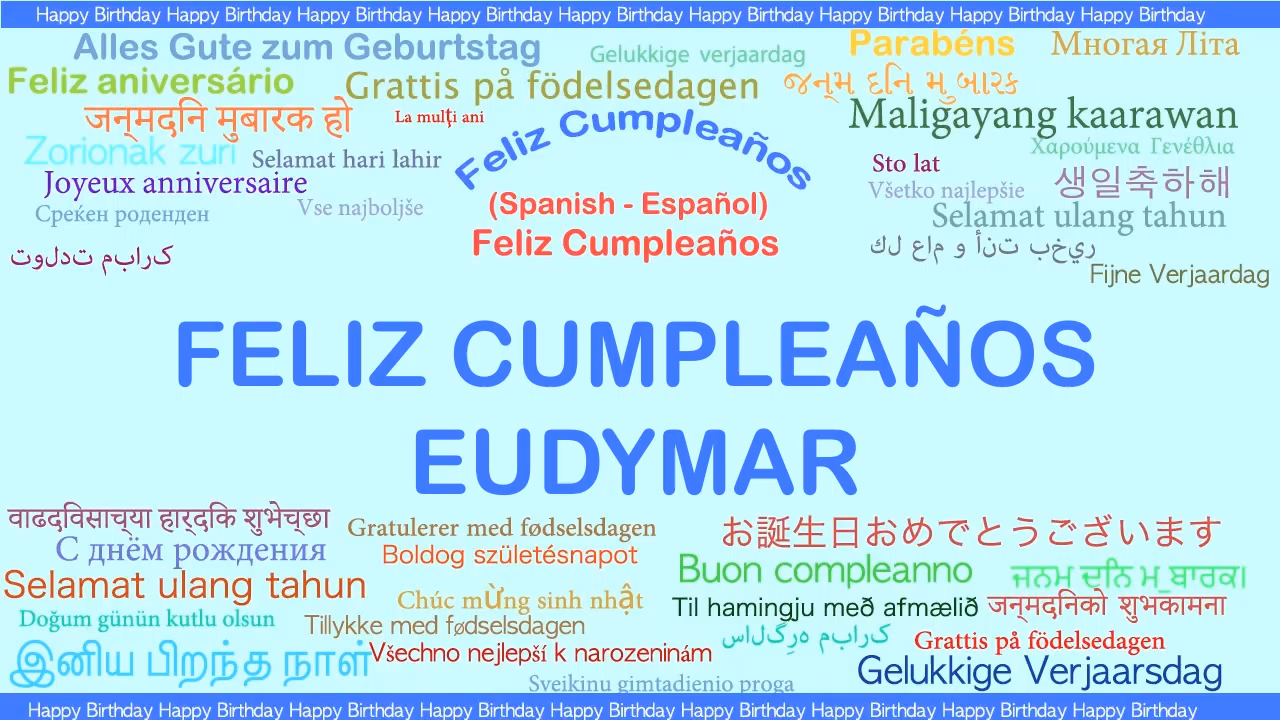 Happy Birthday Happy Birthday Happy Birthday Happy Birthday Happy Birthday Happy Birthday Happy Birthday Happy Birthday Happy Birthday
Alles Gute zum Geburtstag
Gelukkige verjaardag
Parabéns
Многая Літа
Feliz aniversário
Grattis på födelsedagen
જન્મ દિન મુબારક
जन्मदिन मुबारक हो
La mulţi ani
Feliz Cumpleaños
Maligayang kaarawan
Zorionak zuri
Selamat hari lahir
Χαρούμενα Γενέθλια
Sto lat
Joyeux anniversaire
(Spanish - Español)
Všetko najlepšie
생일축하해
Среќен роденден
Vse najboljše
Selamat ulang tahun
Feliz Cumpleaños
تولدت مبارک
كل عام و أنت بخير
Fijne Verjaardag
FELIZ CUMPLEAÑOS
EUDYMAR
वाढदिवसाच्या हार्दिक शुभेच्छा
Gratulerer med fødselsdagen
お誕生日おめでとうございます
С днём рождения
Boldog születésnapot
Buon compleanno
ਜਨਮ ਦਿਨ ਮੁਬਾਰਕ।
Selamat ulang tahun
Chúc mừng sinh nhật
Til hamingju með afmælið
जन्मदिनको शुभकामना
Doğum günün kutlu olsun
Tillykke med fødselsdagen
سالگرہ مبارک
Grattis på födelsedagen
இனிய பிறந்த நாள்
Všechno nejlepší k narozeninám
Gelukkige Verjaarsdag
Sveikinu gimtadienio proga
Happy Birthday Happy Birthday Happy Birthday Happy Birthday Happy Birthday Happy Birthday Happy Birthday Happy Birthday Happy Birthday